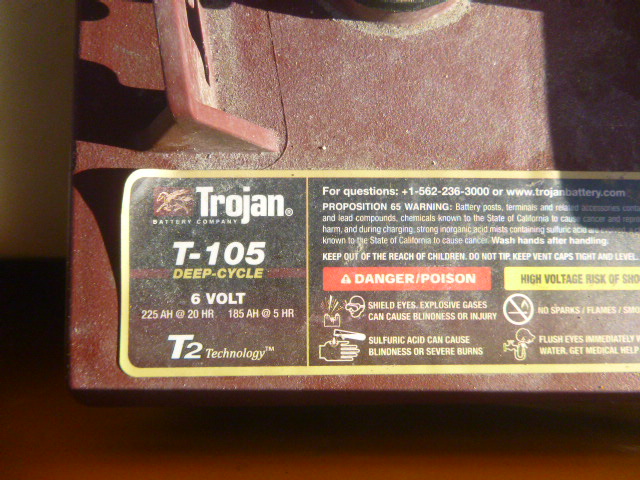 Trojan®
BATTERY COMPANY
T-105
DEEP-CYCLE
6 VOLT
225 AH @ 20 HR 185 AH @ 5 HR
T2 Technology™
For questions: +1-562-236-3000 or www.trojanbattery.com
PROPOSITION 65 WARNING: Battery posts, terminals and related accessories
and lead compounds, chemicals known to the State of California to cause cancer and
harm, and during charging, strong inorganic acid mists containing sulfuric acid are
known to the State of California to cause cancer. Wash hands after handling.
KEEP OUT OF THE REACH OF CHILDREN. DO NOT TIP. KEEP VENT CAPS TIGHT AND LEVEL.
DANGER/POISON
HIGH VOLTAGE RISK OF
SHIELD EYES. EXPLOSIVE GASES
CAN CAUSE BLINDNESS OR INJURY
NO SPARKS / FLAMES /
SULFURIC ACID CAN CAUSE
BLINDNESS OR SEVERE BURNS
FLUSH EYES IMMEDIATELY
WATER. GET MEDICAL HELP